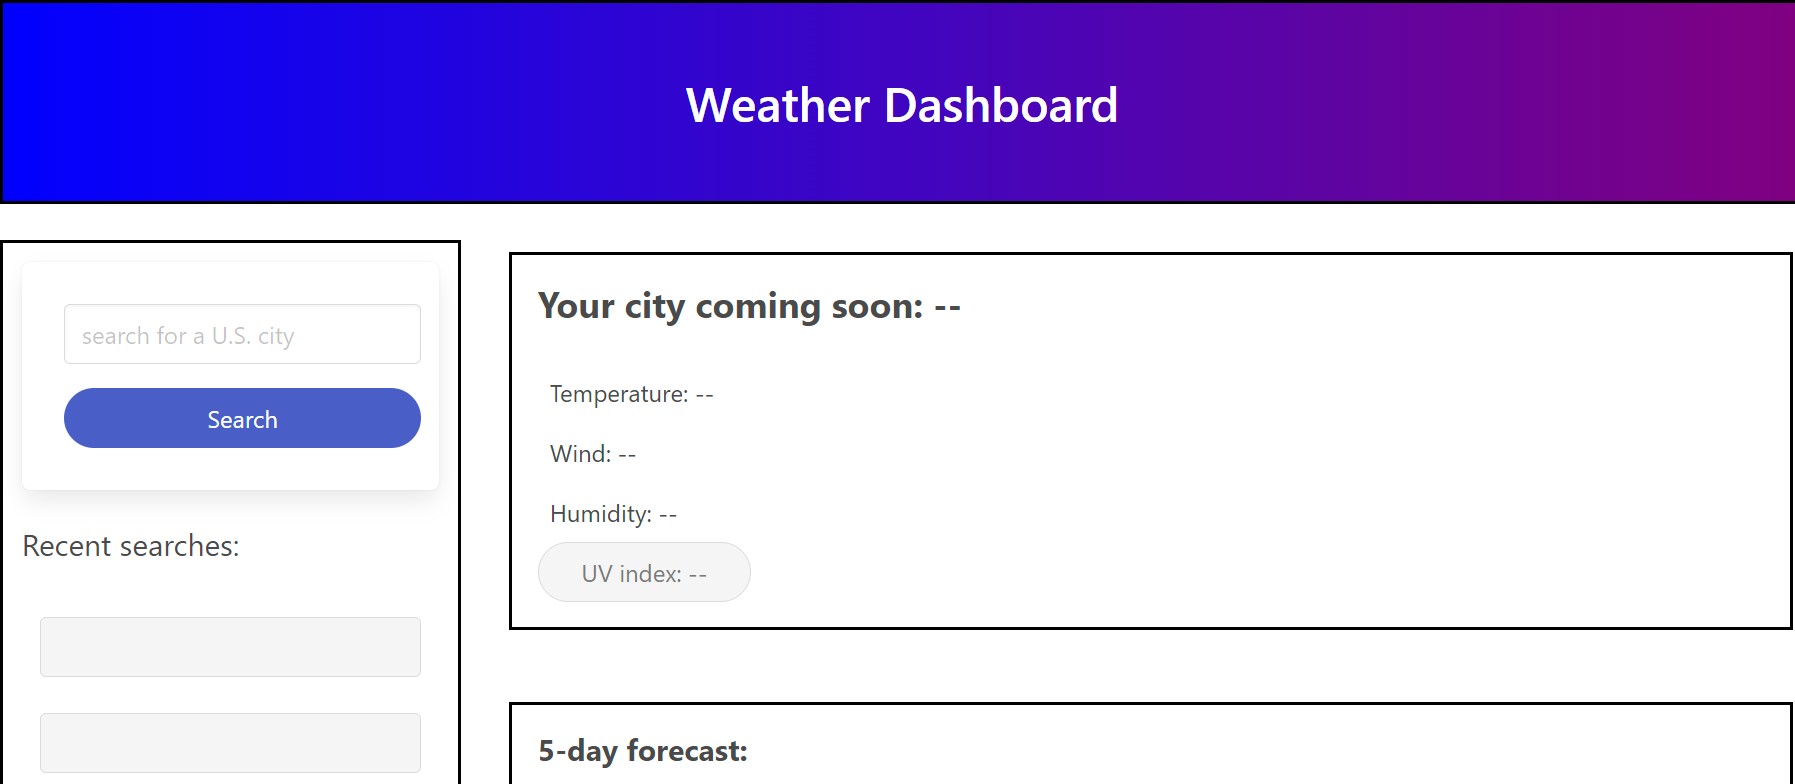 Weather Dashboard
search for a U.S. city
Search
Recent searches:
Your city coming soon: --
Temperature: --
Wind: --
Humidity: --
UV index: --
5-day forecast: